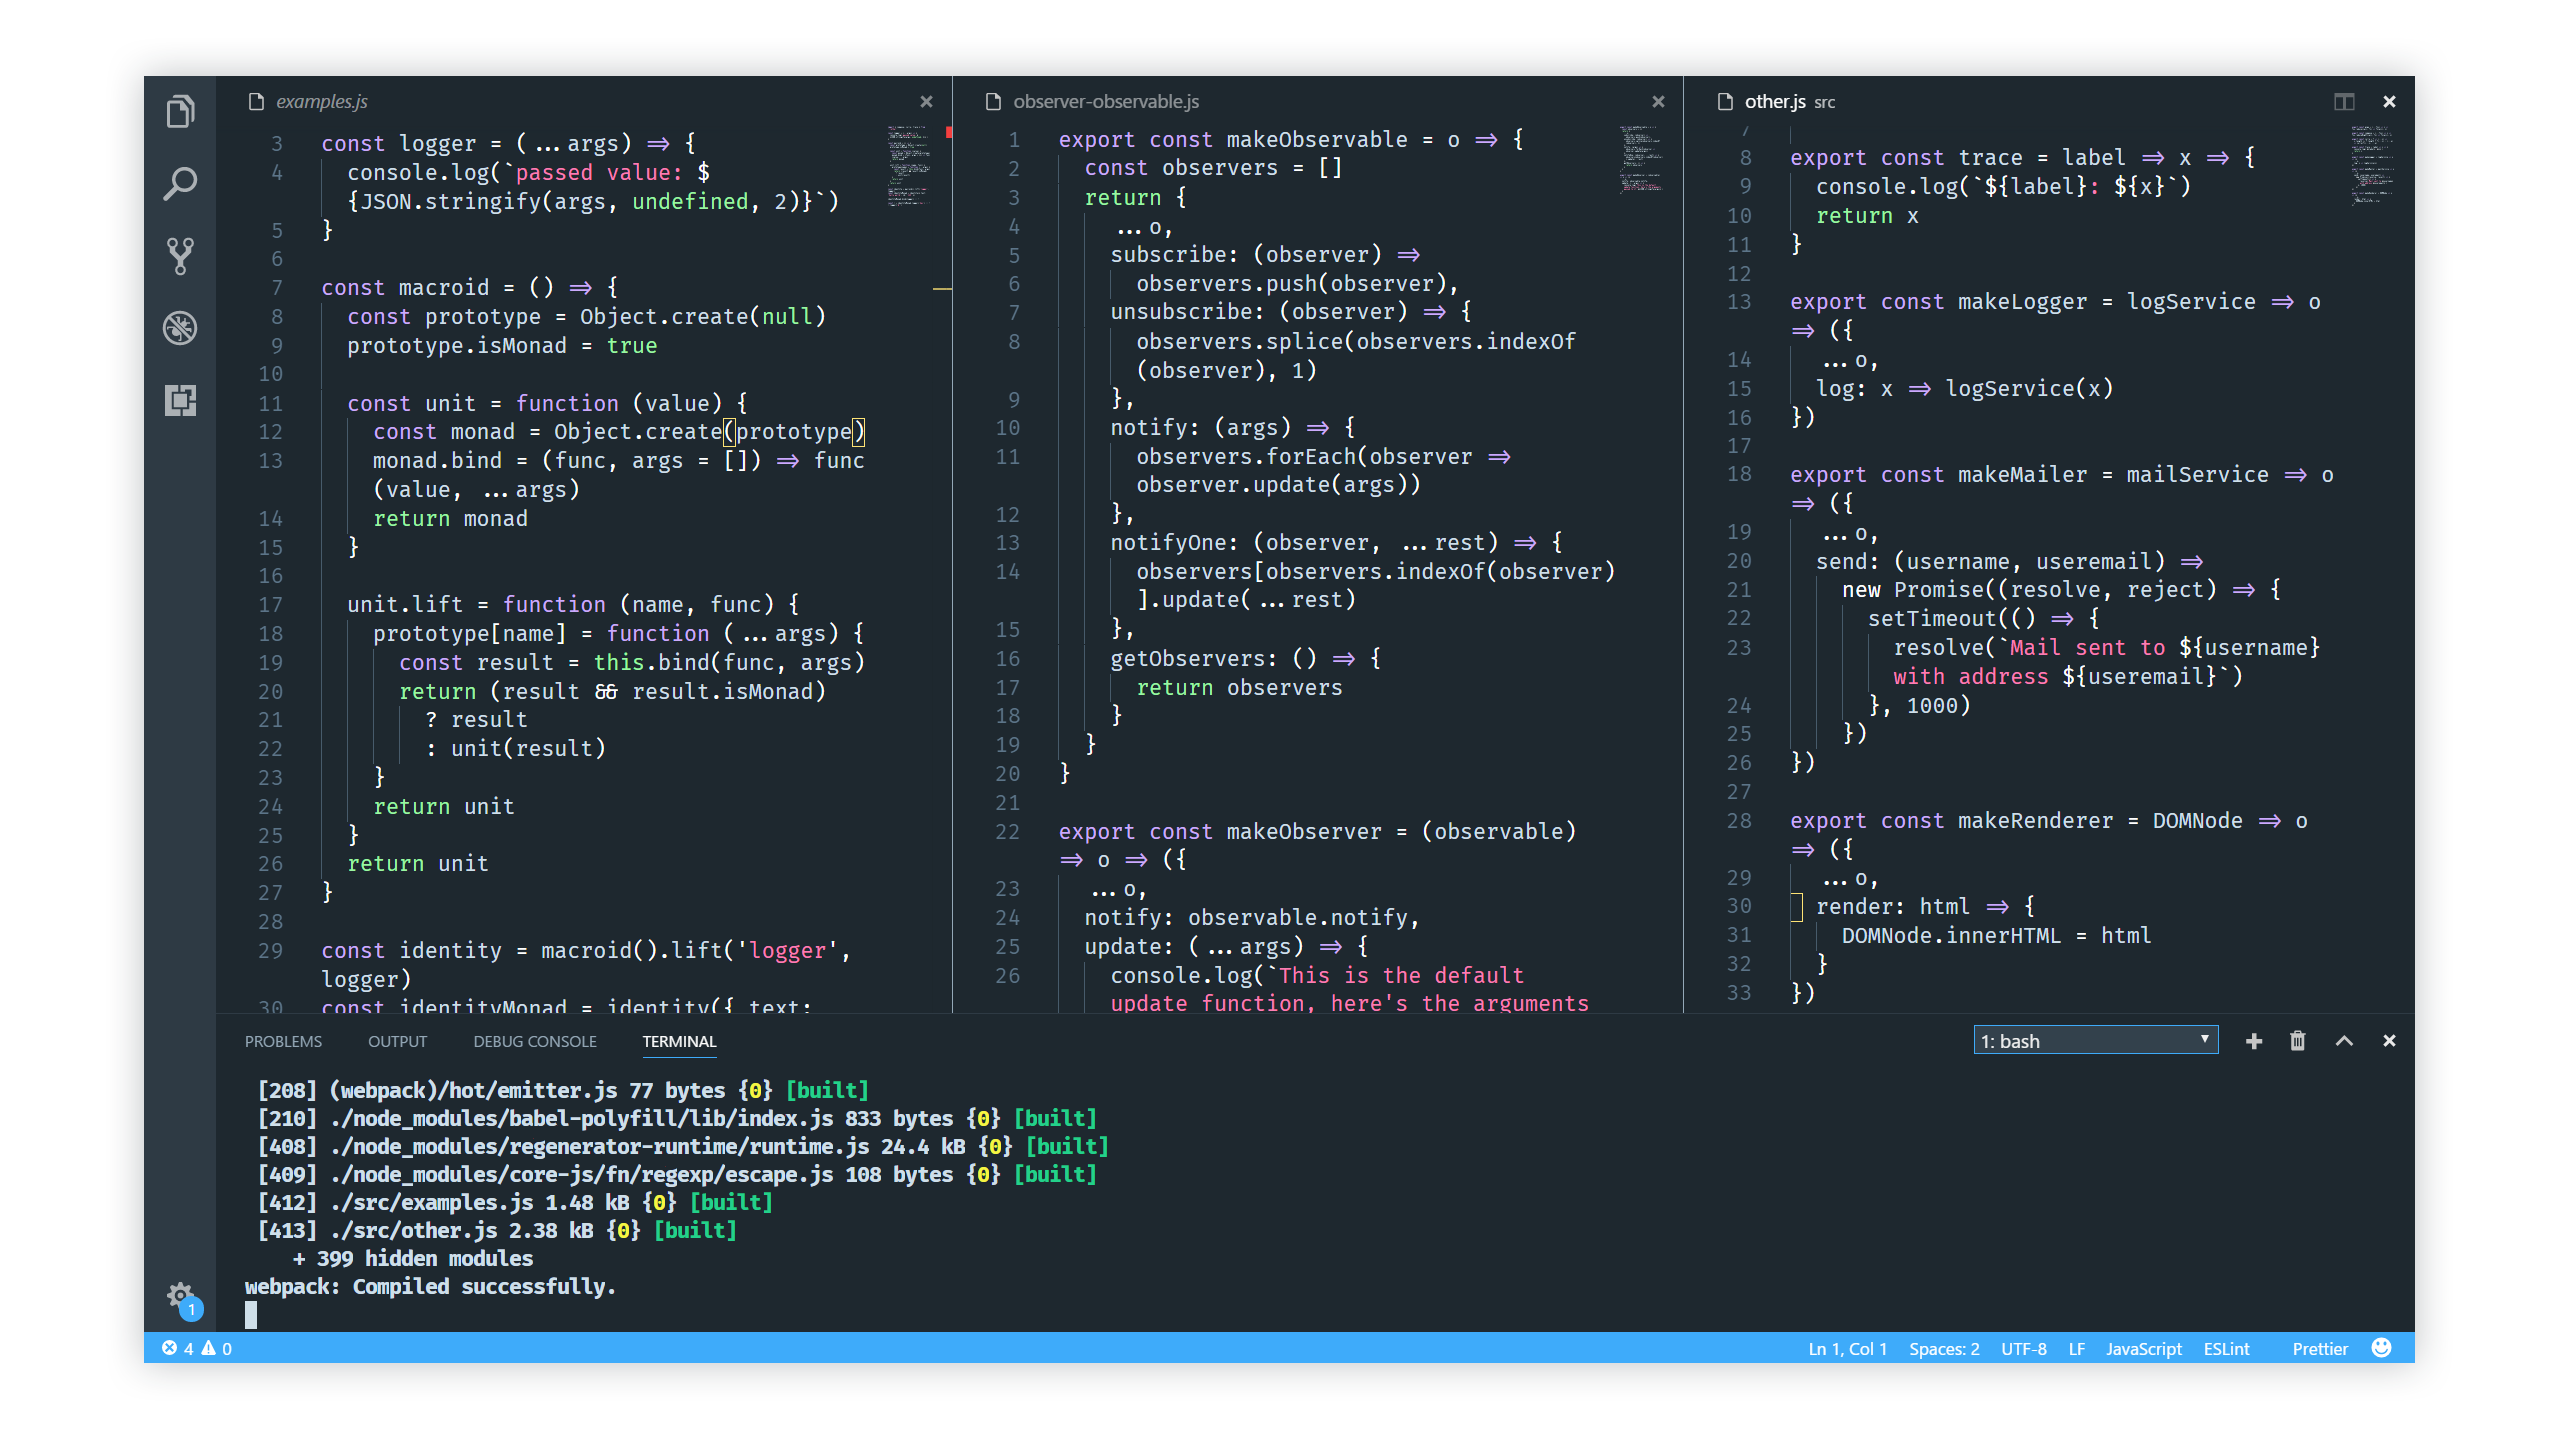 examples.js
3 const logger = (...args) => {
4 console.log(`passed value: $
{JSON.stringify(args, undefined, 2)}`)
5 }
6
7 const macroid = () => {
8 const prototype = Object.create(null)
9 prototype.isMonad = true
10
11 const unit = function (value) {
12 const monad = Object.create(prototype)
13 monad.bind = (func, args = []) => func
(value, ...args)
14 return monad
15 }
16
17 unit.lift = function (name, func) {
18 prototype[name] = function (...args) {
19 const result = this.bind(func, args)
20 return (result && result.isMonad)
21 ? result
22 : unit(result)
23 }
24 return unit
25 }
26 return unit
27 }
28
29 const identity = macroid().lift('logger',
logger)
30 const identityMonad = identity({ text:
observer-observable.js
1 export const makeObservable = o => {
2 const observers = []
3 return {
4 ...o,
5 subscribe: (observer) =>
6 observers.push(observer),
7 unsubscribe: (observer) => {
8 observers.splice(observers.indexOf
(observer), 1)
9 },
10 notify: (args) => {
11 observers.forEach(observer =>
observer.update(args))
12 },
13 notifyOne: (observer, ...rest) => {
14 observers[observers.indexOf(observer)
].update(...rest)
15 },
16 getObservers: () => {
17 return observers
18 }
19 }
20 }
21
22 export const makeObserver = (observable)
=> o => ({
23 ...o,
24 notify: observable.notify,
25 update: (...args) => {
26 console.log(`This is the default
update function, here's the arguments
other.js src
7
8 export const trace = label => x => {
9 console.log(`${label}: ${x}`)
10 return x
11 }
12
13 export const makeLogger = logService => o
=> ({
14 ...o,
15 log: x => logService(x)
16 })
17
18 export const makeMailer = mailService => o
=> ({
19 ...o,
20 send: (username, useremail) =>
21 new Promise((resolve, reject) => {
22 setTimeout(() => {
23 resolve(`Mail sent to ${username}
with address ${useremail}`)
24 }, 1000)
25 })
26 })
27
28 export const makeRenderer = DOMNode => o
=> ({
29 ...o,
30 render: html => {
31 DOMNode.innerHTML = html
32 }
33 })
PROBLEMS OUTPUT DEBUG CONSOLE TERMINAL 1: bash
[208] (webpack)/hot/emitter.js 77 bytes {0} [built]
[210] ./node_modules/babel-polyfill/lib/index.js 833 bytes {0} [built]
[408] ./node_modules/regenerator-runtime/runtime.js 24.4 kB {0} [built]
[409] ./node_modules/core-js/fn/regexp/escape.js 108 bytes {0} [built]
[412] ./src/examples.js 1.48 kB {0} [built]
[413] ./src/other.js 2.38 kB {0} [built]
+ 399 hidden modules
webpack: Compiled successfully.
1
4 0 Ln 1, Col 1 Spaces: 2 UTF-8 LF JavaScript ESLint Prettier